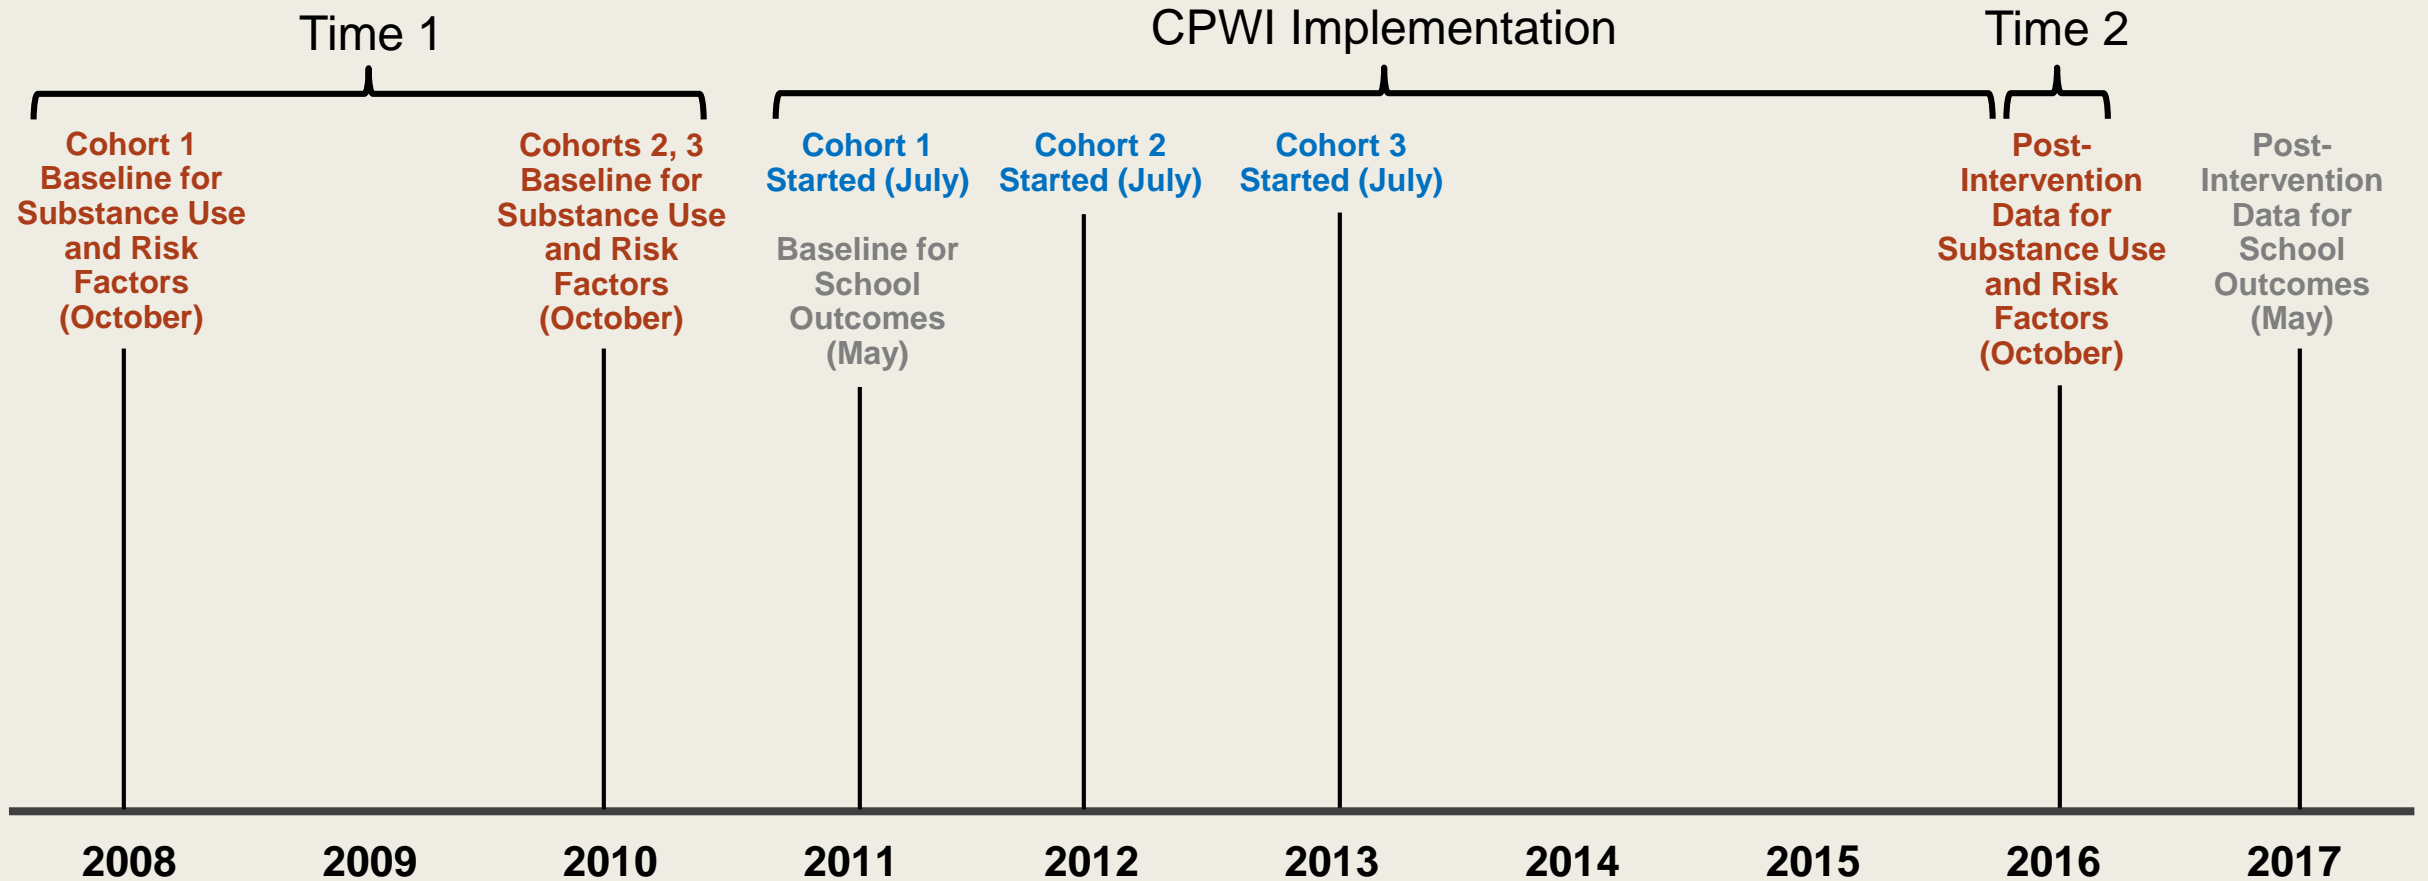 Time 1
CPWI Implementation
Time 2
Cohort 1
Baseline for
Substance Use
and Risk
Factors
(October)
Cohorts 2, 3
Baseline for
Substance Use
and Risk
Factors
(October)
Cohort 1
Started (July)
Baseline for
School
Outcomes
(May)
Cohort 2
Started (July)
Cohort 3
Started (July)
Post-
Intervention
Data for
Substance Use
and Risk
Factors
(October)
Post-
Intervention
Data for
School
Outcomes
(May)
2008
2009
2010
2011
2012
2013
2014
2015
2016
2017